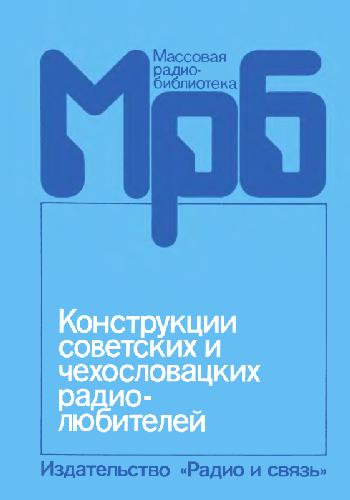 Массовая
радио-
библиотека
Мрб
Конструкции
советских и
чехословацких
радио-
любителей
Издательство «Радио и связь»